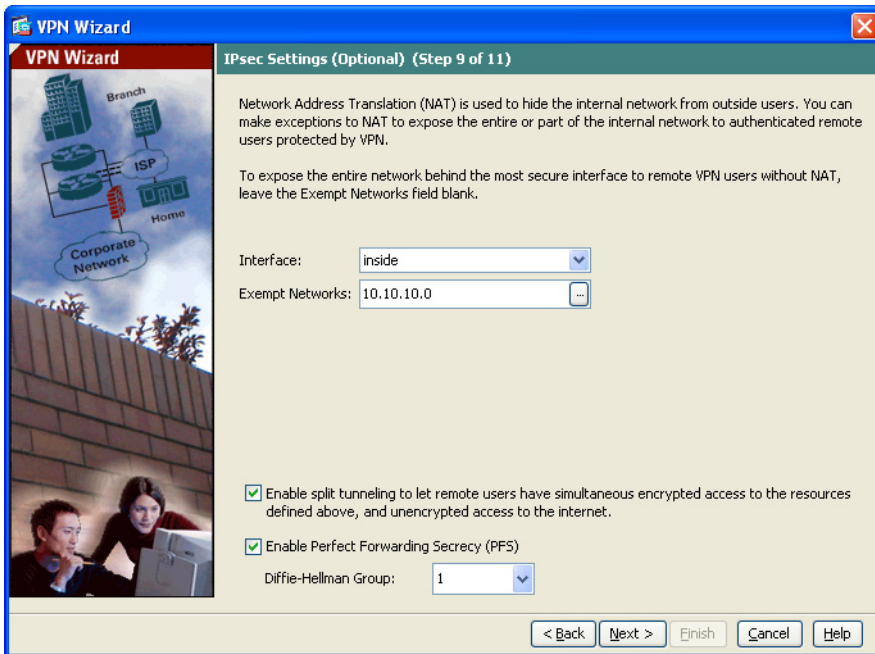 VPN Wizard
VPN Wizard
Branch
ISP
Home
Corporate
Network
IPsec Settings (Optional) (Step 9 of 11)
Network Address Translation (NAT) is used to hide the internal network from outside users. You can
make exceptions to NAT to expose the entire or part of the internal network to authenticated remote
users protected by VPN.
To expose the entire network behind the most secure interface to remote VPN users without NAT,
leave the Exempt Networks field blank.
Interface: inside
Exempt Networks: 10.10.10.0 ...
Enable split tunneling to let remote users have simultaneous encrypted access to the resources
defined above, and unencrypted access to the internet.
Enable Perfect Forwarding Secrecy (PFS)
Diffie-Hellman Group: 1
< Back Next > Finish Cancel Help